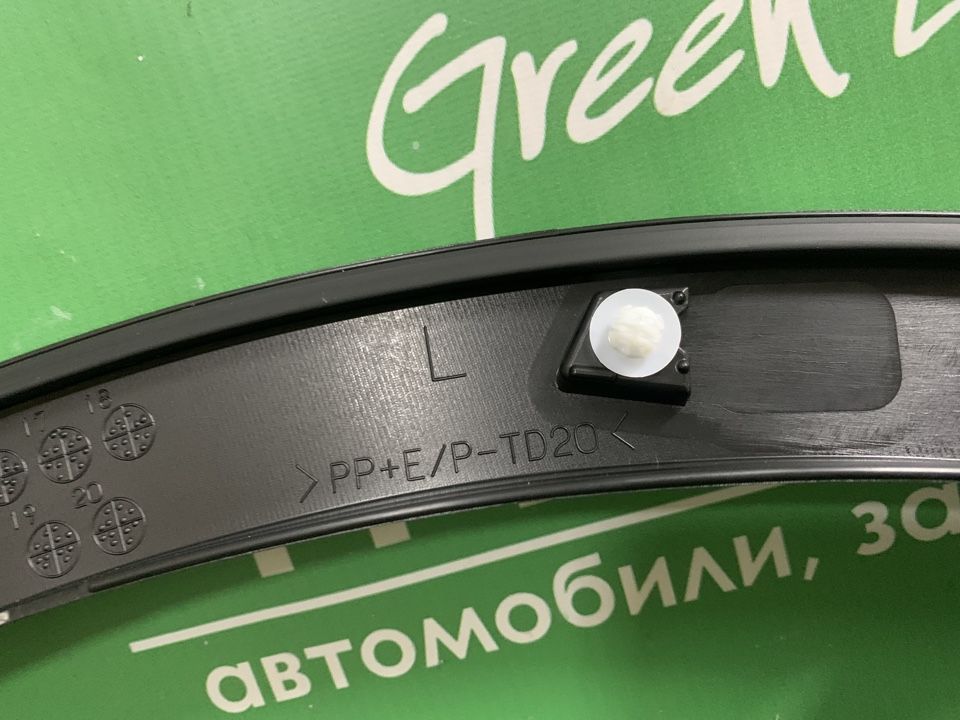 Green
L
>PP+E/P-TD20<
17 18
19 20
автомобили, за